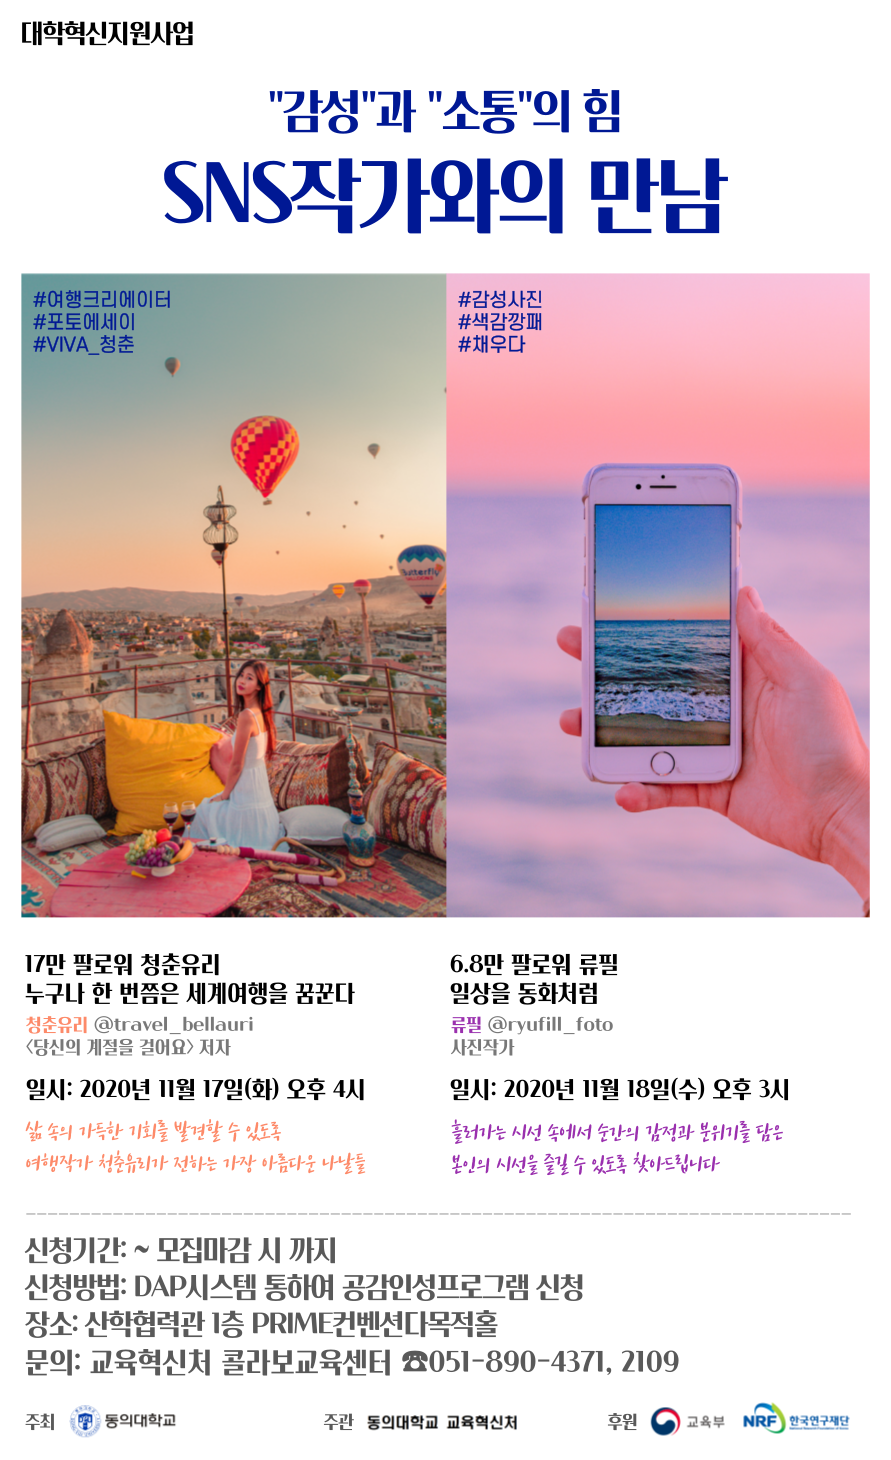 대학혁신지원사업
"감성"과 "소통"의 힘
SNS작가와의 만남
#여행크리에이터
#포토에세이
#VIVA_청춘
#감성사진
#색감깡패
#채우다
butterfly
17만 팔로워 청춘유리
누구나 한 번쯤은 세계여행을 꿈꾼다
청춘유리 @travel_bellauri
<당신의 계절을 걸어요> 저자
일시: 2020년 11월 17일(화) 오후 4시
삶 속의 가득한 기회를 발견할 수 있도록
여행작가 청춘유리가 전하는 가장 아름다운 나날들
6.8만 팔로워 류필
일상을 동화처럼
류필 @ryufill_foto
사진작가
일시: 2020년 11월 18일(수) 오후 3시
흘러가는 시선 속에서 순간의 감정과 분위기를 담은
본인의 시선을 즐길 수 있도록 찾아드립니다
신청기간: ~ 모집마감 시 까지
신청방법: DAP시스템 통하여 공감인성프로그램 신청
장소: 산학협력관 1층 PRIME컨벤션다목적홀
문의: 교육혁신처 콜라보교육센터 ☎051-890-4371, 2109
주최 동의대학교 주관 동의대학교 교육혁신처 후원 교육부 NRF 한국연구재단